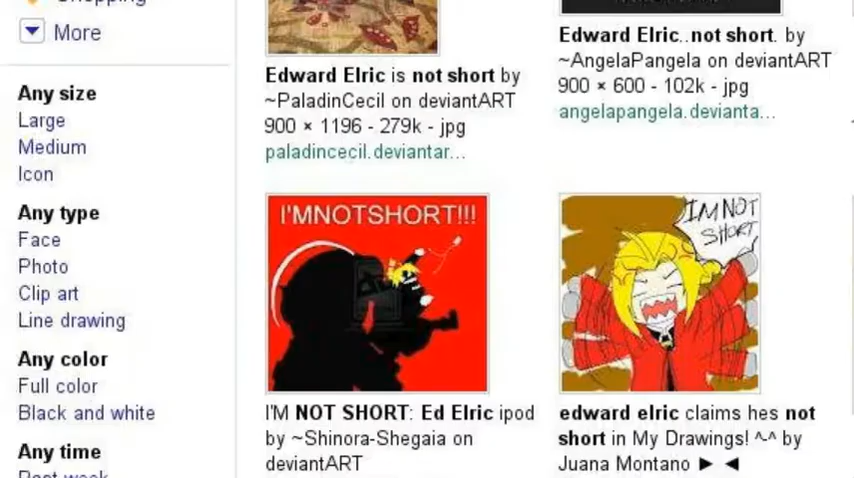 Shopping
More
Any size
Large
Medium
Icon
Any type
Face
Photo
Clip art
Line drawing
Any color
Full color
Black and white
Any time
Past week
Edward Elric is not short by
~PaladinCecil on deviantART
900 × 1196 - 279k - jpg
paladincecil.deviantar...
Edward Elric..not short. by
~AngelaPangela on deviantART
900 × 600 - 102k - jpg
angelapangela.devianta...
I'MNOTSHORT!!!
I'M NOT SHORT: Ed Elric ipod
by ~Shinora-Shegaia on
deviantART
IM NOT
SHORT
edward elric claims hes not
short in My Drawings! ^-^ by
Juana Montano ► ◄